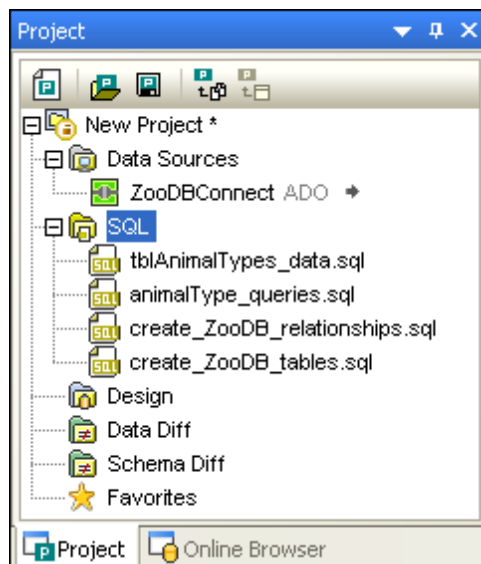 Project
New Project *
Data Sources
ZooDBConnect ADO
SQL
tblAnimalTypes_data.sql
animalType_queries.sql
create_ZooDB_relationships.sql
create_ZooDB_tables.sql
Design
Data Diff
Schema Diff
Favorites
Project Online Browser